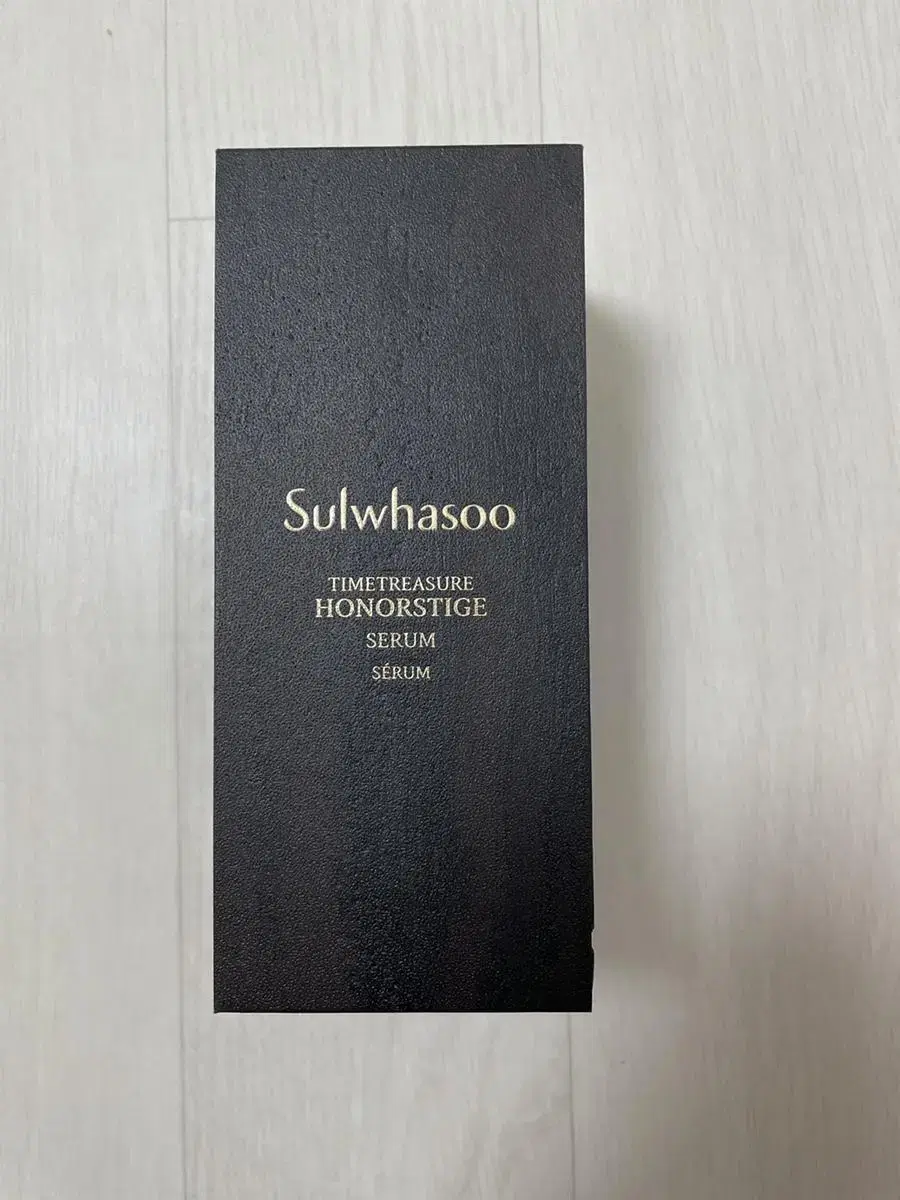 Sulwhasoo
TIMETREASURE
HONORSTIGE
SERUM
SÉRUM